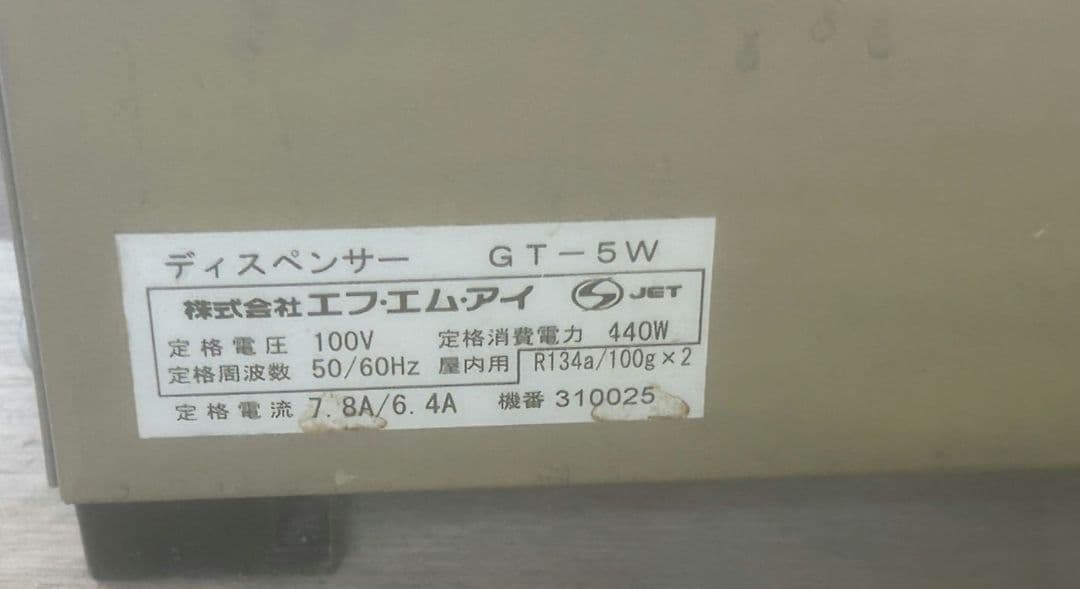 ディスペンサー GT-5W
株式会社エフ・エム・アイ JET
定格電圧 100V 定格消費電力 440W
定格周波数 50/60Hz 屋内用 R134a/100g×2
定格電流 7.8A/6.4A 機番 310025